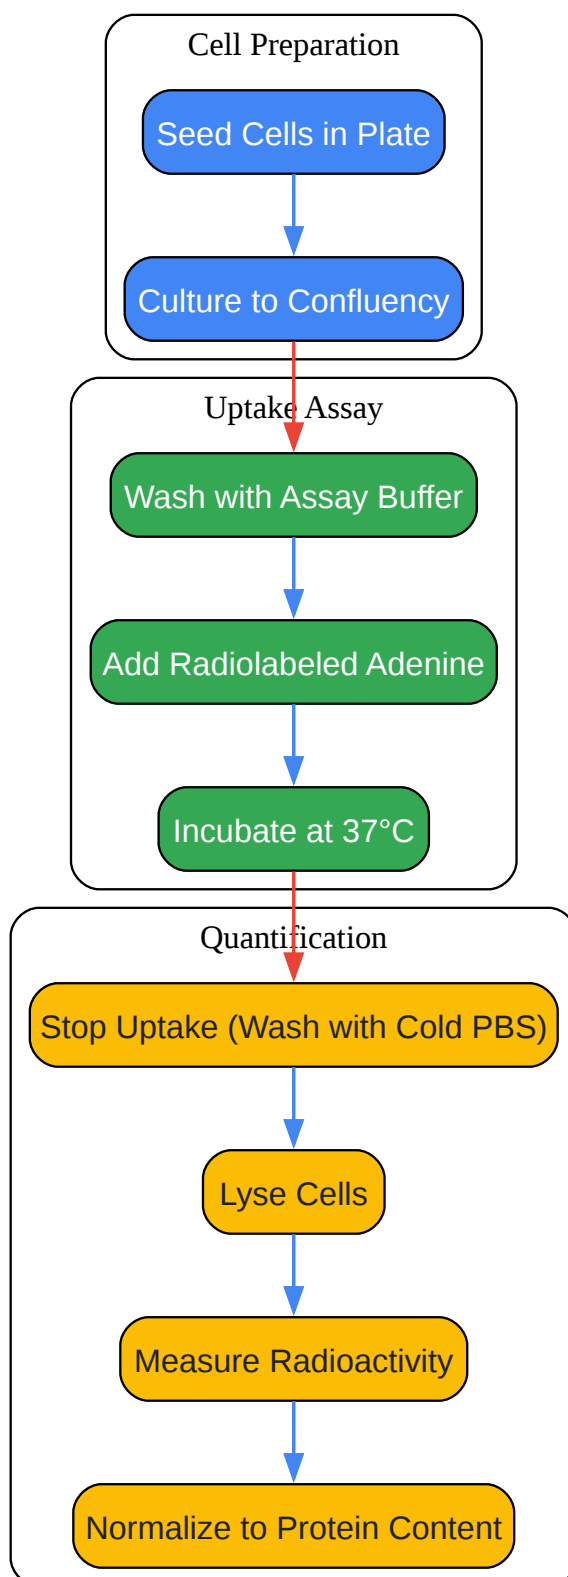 Cell Preparation
Seed Cells in Plate
Culture to Confluency
Uptake Assay
Wash with Assay Buffer
Add Radiolabeled Adenine
Incubate at 37°C
Quantification
Stop Uptake (Wash with Cold PBS)
Lyse Cells
Measure Radioactivity
Normalize to Protein Content